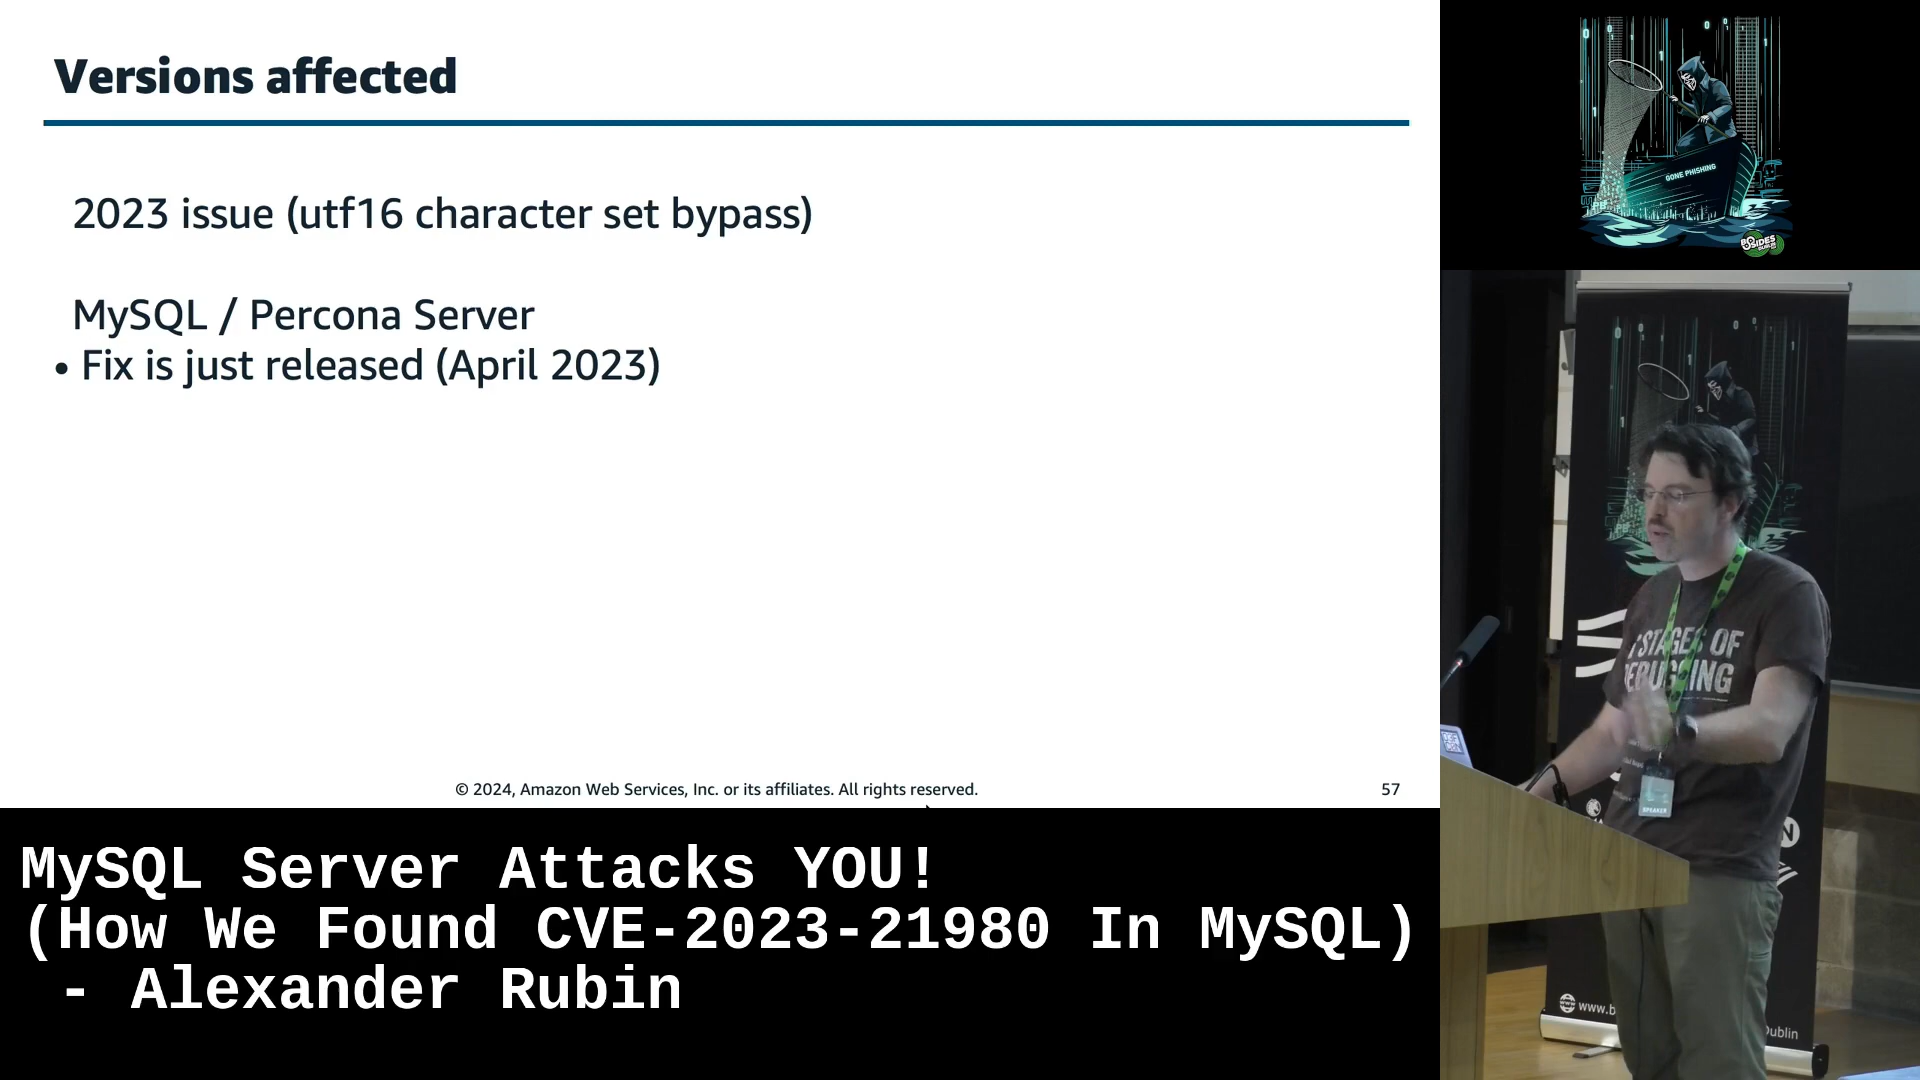 Versions affected
2023 issue (utf16 character set bypass)
MySQL / Percona Server
• Fix is just released (April 2023)
© 2024, Amazon Web Services, Inc. or its affiliates. All rights reserved.
57
MySQL Server Attacks YOU!
(How We Found CVE-2023-21980 In MySQL)
- Alexander Rubin
GONE PHISHING
BSIDES
STAGES OF
DEBUGGING
SPEAKER
www.b
Dublin